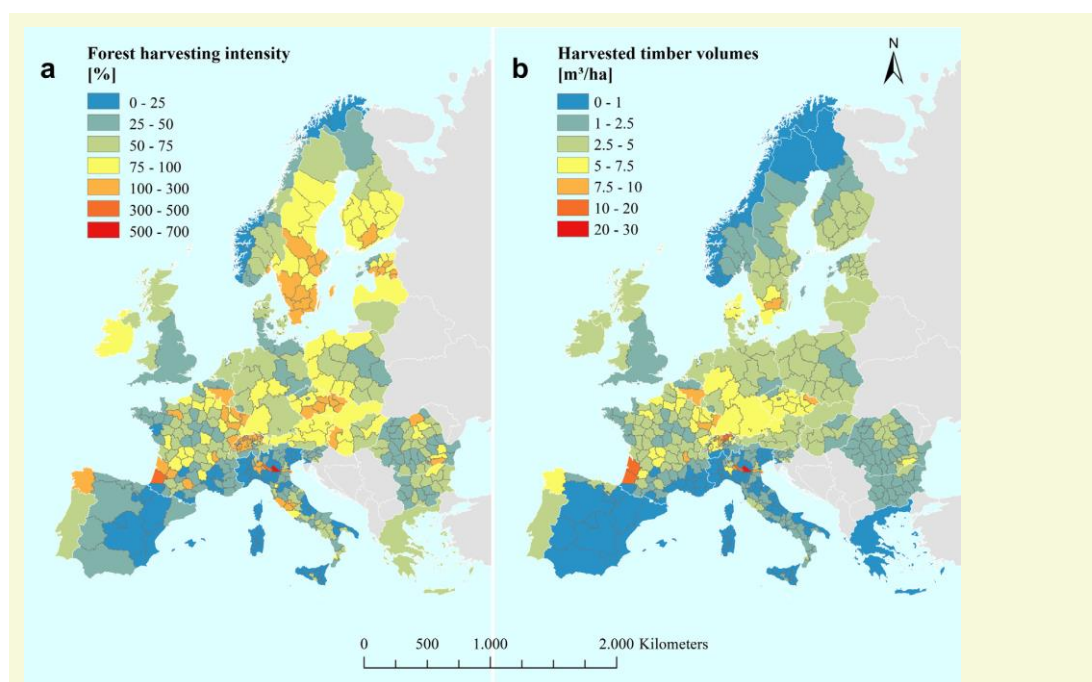 a
Forest harvesting intensity
[%]
0 - 25
25 - 50
50 - 75
75 - 100
100 - 300
300 - 500
500 - 700
b
Harvested timber volumes
[m³/ha]
0 - 1
1 - 2.5
2.5 - 5
5 - 7.5
7.5 - 10
10 - 20
20 - 30
N
0 500 1.000 2.000 Kilometers